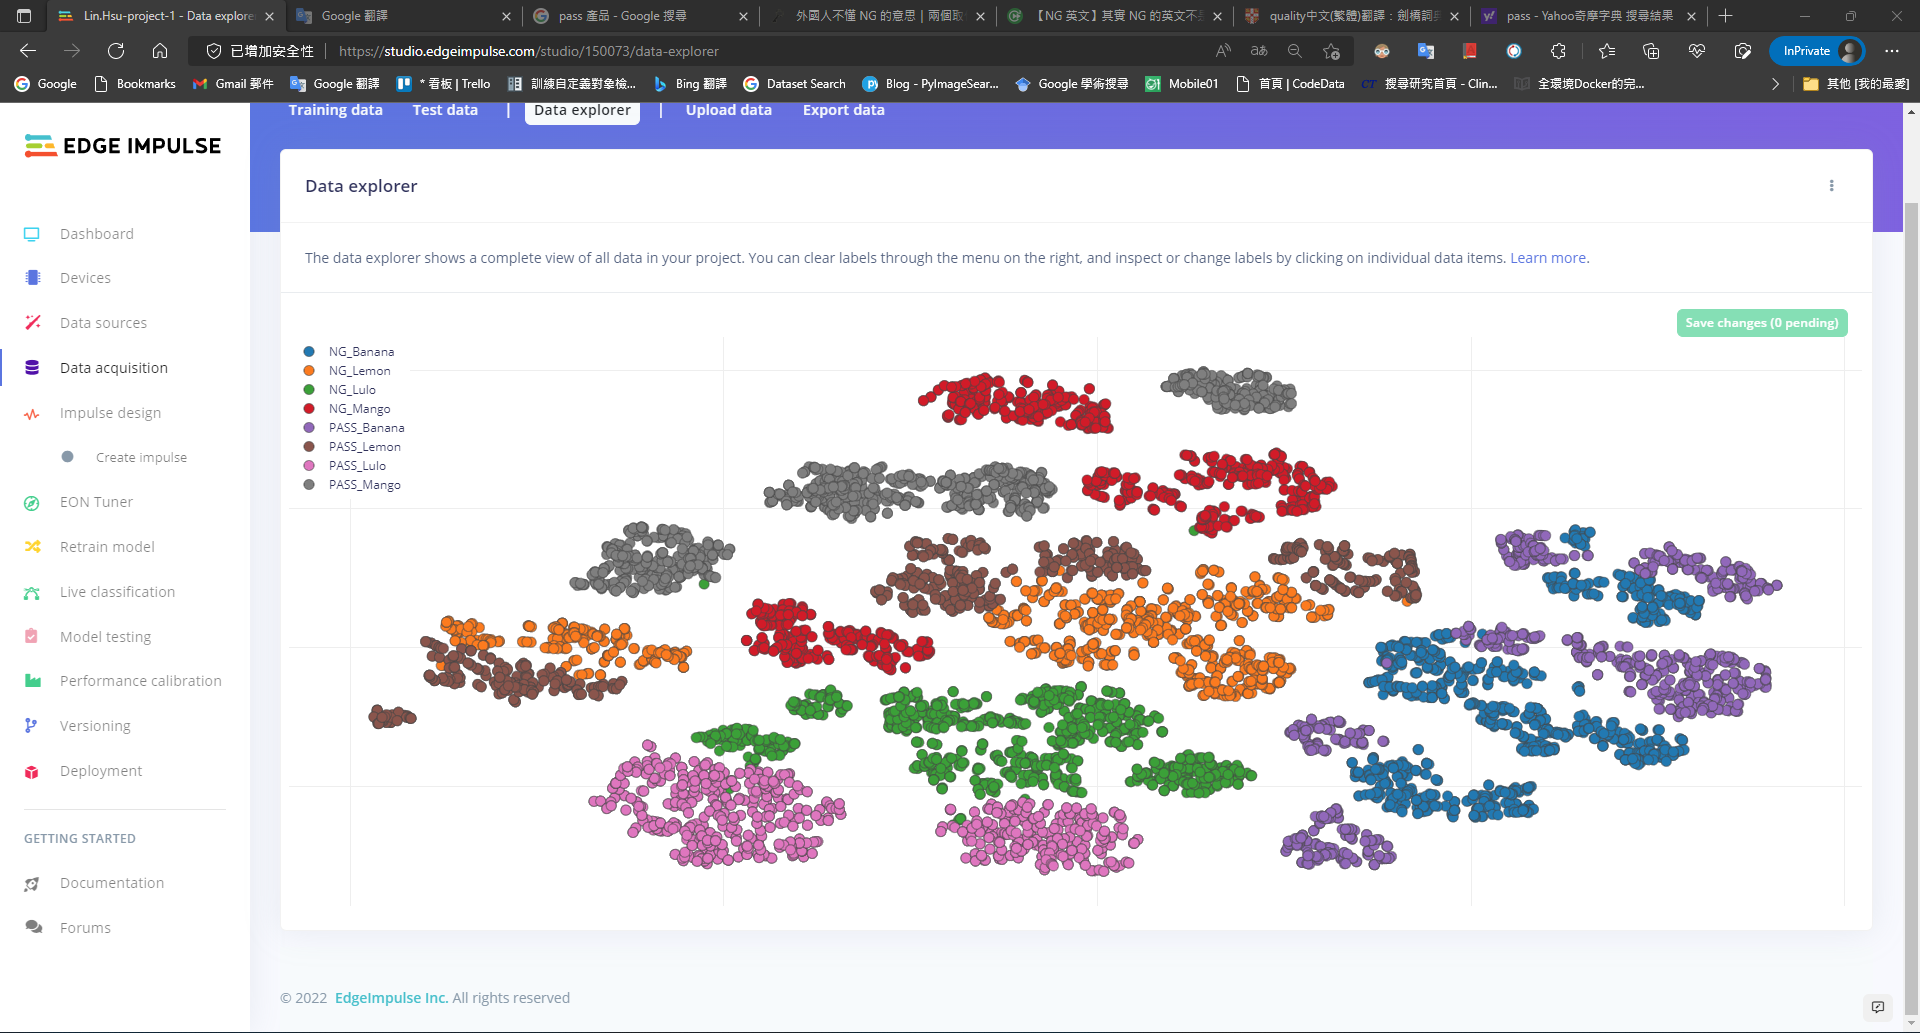 Lin.Hsu-project-1 - Data explorer
Google 翻譯
pass 產品 - Google 搜尋
外國人不懂 NG 的意思 | 兩個取
【NG 英文】其實 NG 的英文不是
quality中文(繁體)翻譯：劍橋詞典
pass - Yahoo奇摩字典 搜尋結果
已增加安全性
https://studio.edgeimpulse.com/studio/150073/data-explorer
InPrivate
Google
Bookmarks
Gmail 郵件
Google 翻譯
* 看板 | Trello
訓練自定義對象檢...
Bing 翻譯
Dataset Search
Blog - PyImageSear...
Google 學術搜尋
Mobile01
首頁 | CodeData
搜尋研究首頁 - Clin...
全環境Docker的完...
其他 [我的最愛]
Training data
Test data
Data explorer
Upload data
Export data
EDGE IMPULSE
Dashboard
Devices
Data sources
Data acquisition
Impulse design
Create impulse
EON Tuner
Retrain model
Live classification
Model testing
Performance calibration
Versioning
Deployment
GETTING STARTED
Documentation
Forums
Data explorer
The data explorer shows a complete view of all data in your project. You can clear labels through the menu on the right, and inspect or change labels by clicking on individual data items. Learn more.
Save changes (0 pending)
NG_Banana
NG_Lemon
NG_Lulo
NG_Mango
PASS_Banana
PASS_Lemon
PASS_Lulo
PASS_Mango
© 2022 EdgeImpulse Inc. All rights reserved